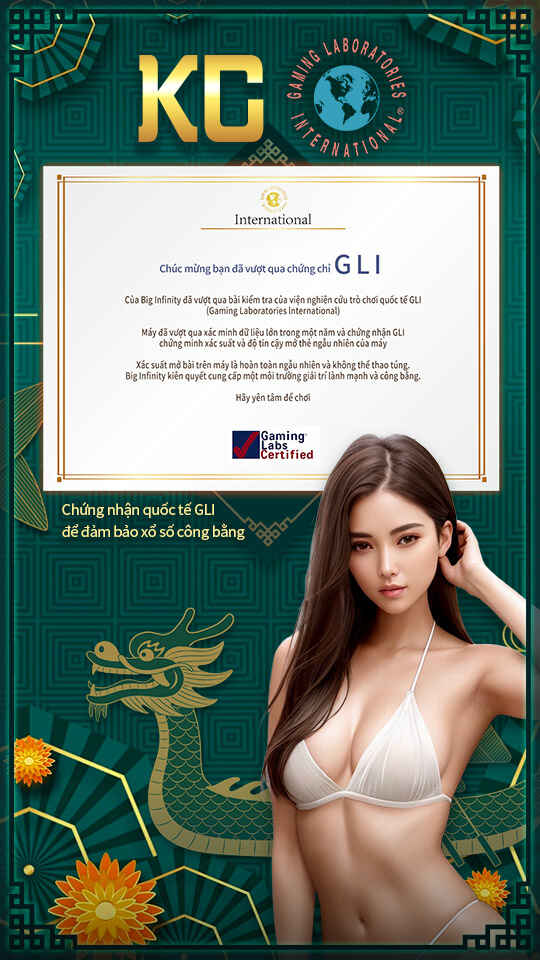 KC
GAMING LABORATORIES
INTERNATIONAL®
International
Chúc mừng bạn đã vượt qua chứng chỉ GLI
Của Big Infinity đã vượt qua bài kiểm tra của viện nghiên cứu trò chơi quốc tế GLI
(Gaming Laboratories International)
Máy đã vượt qua xác minh dữ liệu lớn trong một năm và chứng nhận GLI
chứng minh xác suất và độ tin cậy mở thẻ ngẫu nhiên của máy
Xác suất mở bài trên máy là hoàn toàn ngẫu nhiên và không thể thao túng.
Big Infinity kiên quyết cung cấp một môi trường giải trí lành mạnh và công bằng.
Hãy yên tâm để chơi
Gaming
Labs
Certified
Chứng nhận quốc tế GLI
để đảm bảo xổ số công bằng